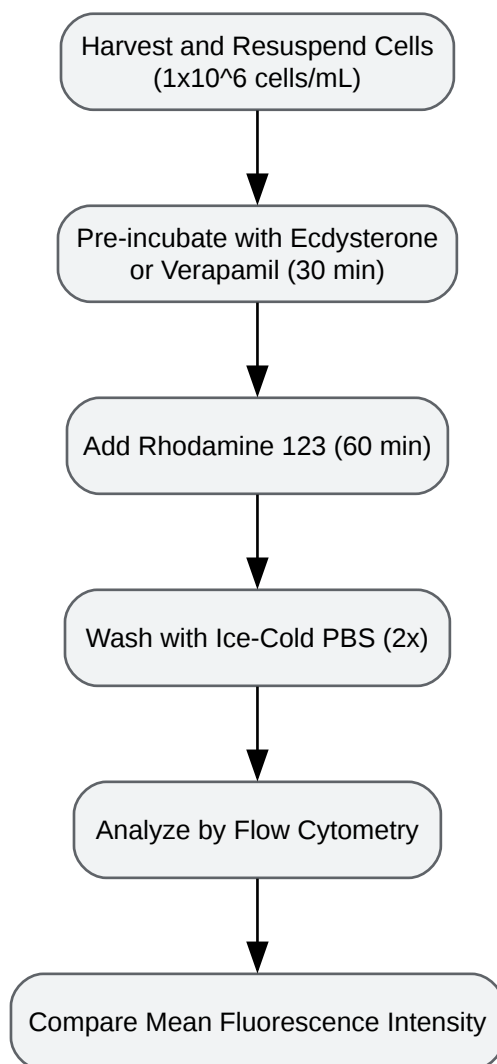 Harvest and Resuspend Cells
(1x10^6 cells/mL)
Pre-incubate with Ecdysterone
or Verapamil (30 min)
Add Rhodamine 123 (60 min)
Wash with Ice-Cold PBS (2x)
Analyze by Flow Cytometry
Compare Mean Fluorescence Intensity